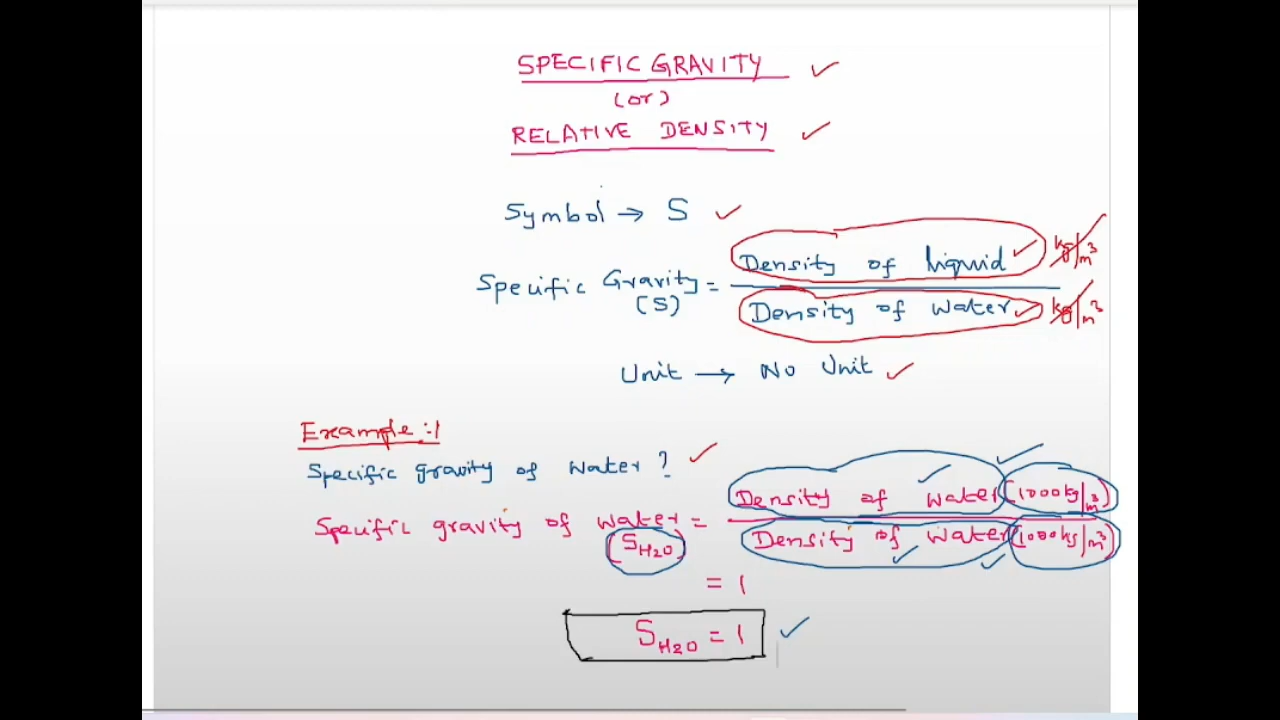 SPECIFIC GRAVITY
(or)
RELATIVE DENSITY
Symbol → S
Specific Gravity (S) = Density of liquid kg/m³
Density of water kg/m³
Unit → No Unit
Example :1
Specific gravity of water ?
Specific gravity of water = Density of water (1000kg/m³)
(S_H2O) Density of water (1000kg/m³)
= 1
S_H2O = 1